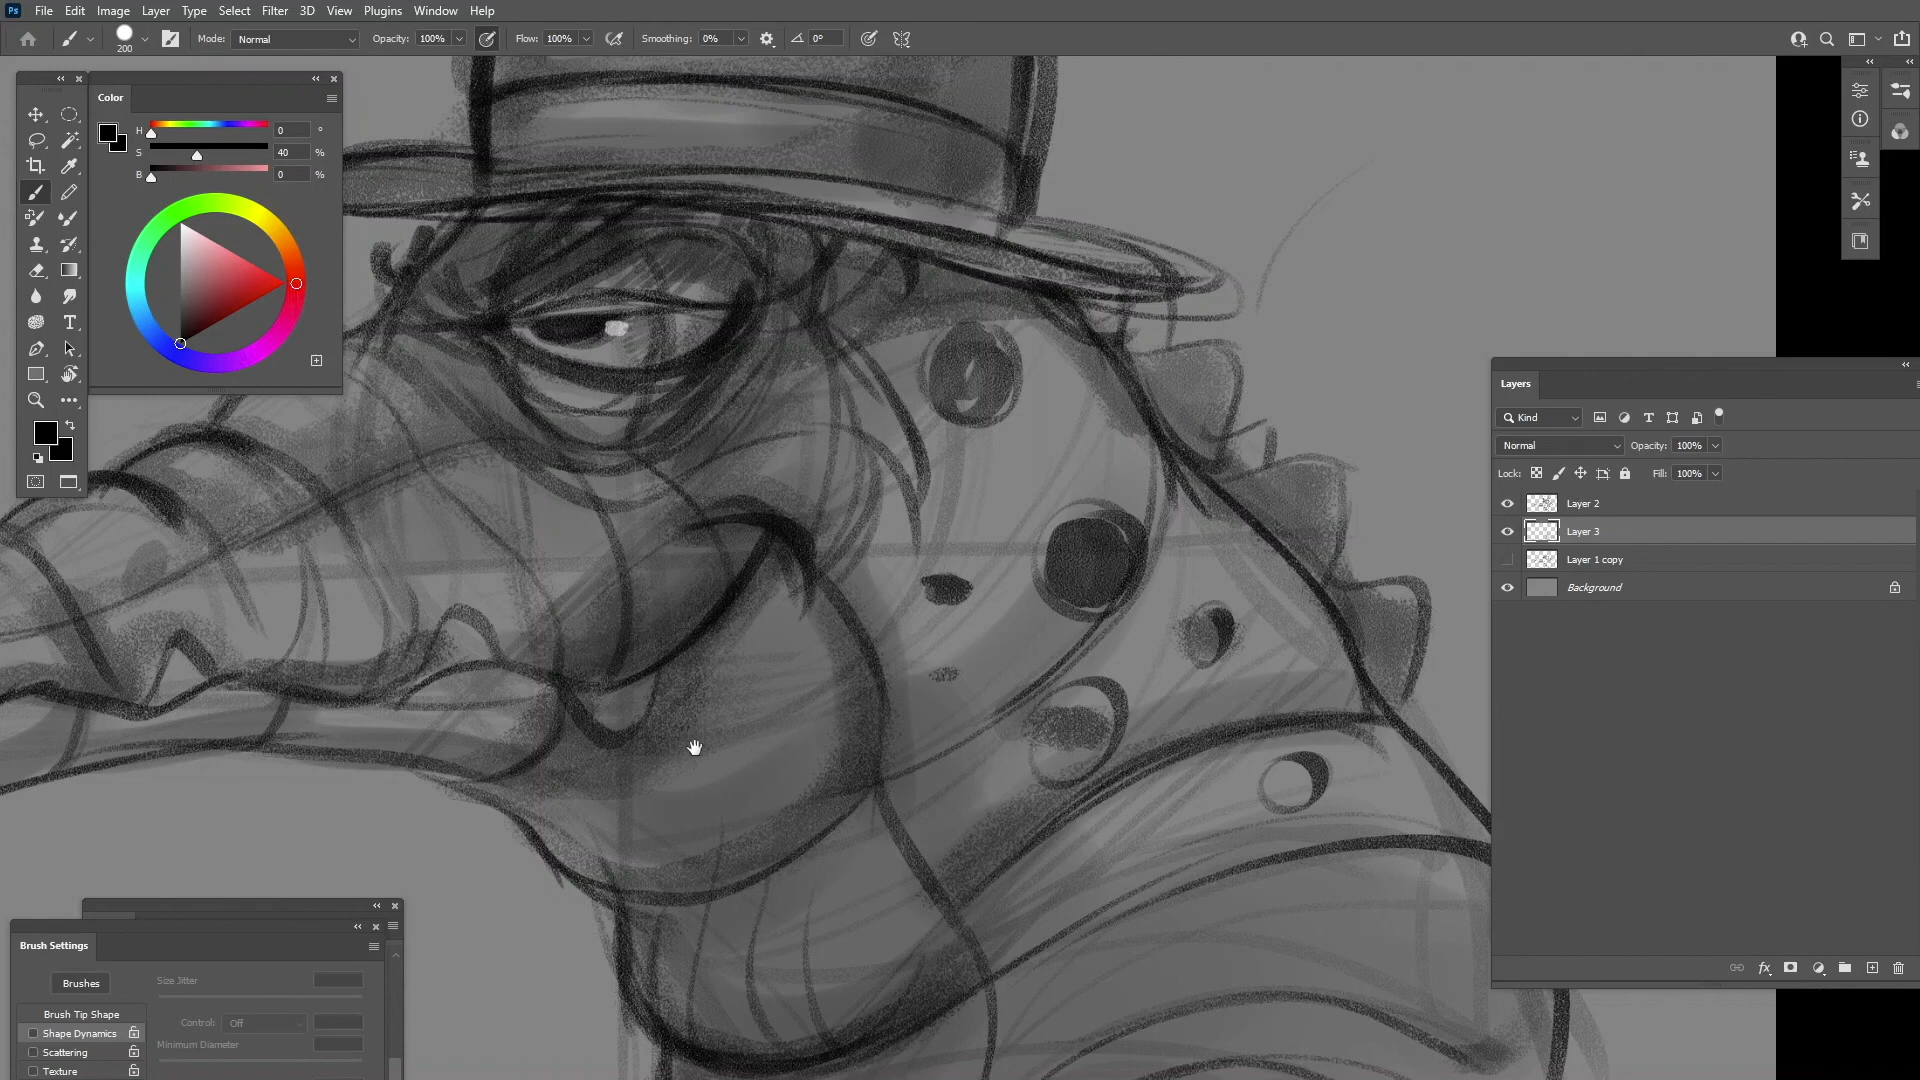 Ps File Edit Image Layer Type Select Filter 3D View Plugins Window Help
200 Mode: Normal Opacity: 100% Flow: 100% Smoothing: 0% 0°
Color
H 0 °
S 40 %
B 0 %
T
Layers
Kind T
Normal Opacity: 100%
Lock: Fill: 100%
Layer 2
Layer 3
Layer 1 copy
Background
fx
Brush Settings
Brushes Size Jitter
Brush Tip Shape Control: Off
Shape Dynamics Minimum Diameter
Scattering
Texture